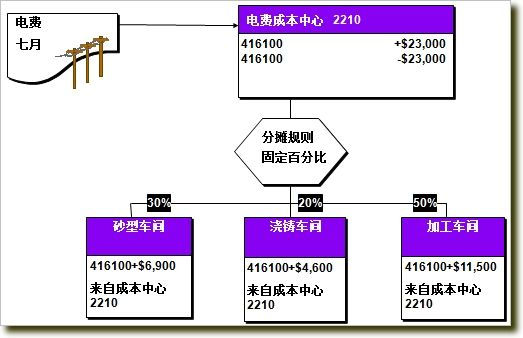 电费
七月
电费成本中心 2210
416100 +$23,000
416100 -$23,000
分摊规则
固定百分比
30% 20% 50%
砂型车间
416100+$6,900
来自成本中心
2210
浇铸车间
416100+$4,600
来自成本中心
2210
加工车间
416100+$11,500
来自成本中心
2210